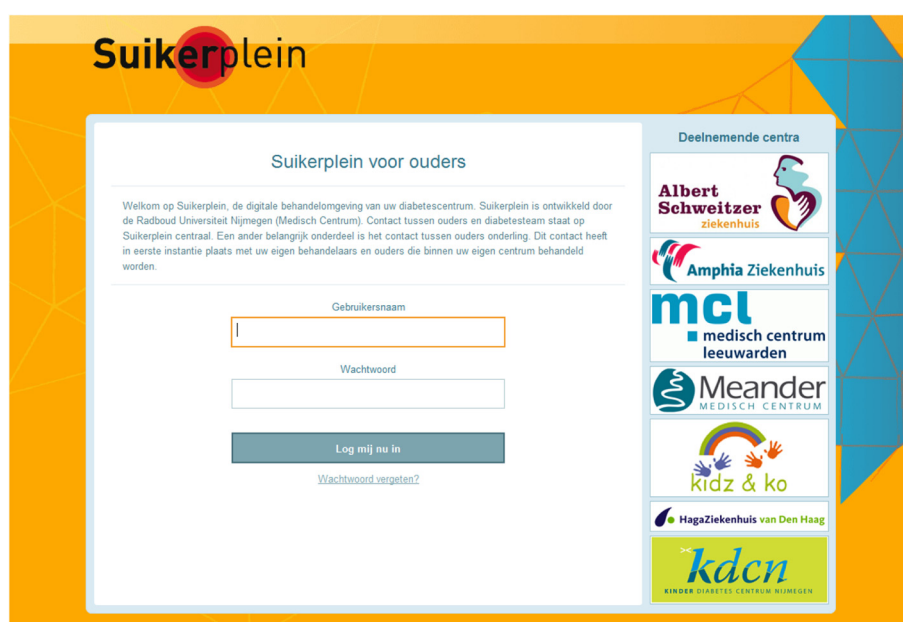 Suikerplein
Suikerplein voor ouders
Welkom op Suikerplein, de digitale behandelomgeving van uw diabetescentrum. Suikerplein is ontwikkeld door
de Radboud Universiteit Nijmegen (Medisch Centrum). Contact tussen ouders en diabetesteam staat op
Suikerplein centraal. Een ander belangrijk onderdeel is het contact tussen ouders onderling. Dit contact heeft
in eerste instantie plaats met uw eigen behandelaars en ouders die binnen uw eigen centrum behandeld
worden.
Gebruikersnaam
Wachtwoord
Log mij nu in
Wachtwoord vergeten?
Deelnemende centra
Albert
Schweitzer
ziekenhuis
Amphia Ziekenhuis
mcl
medisch centrum
leeuwarden
Meander
MEDISCH CENTRUM
kidz & ko
HagaZiekenhuis van Den Haag
kdcn
KINDER DIABETES CENTRUM NIJMEGEN